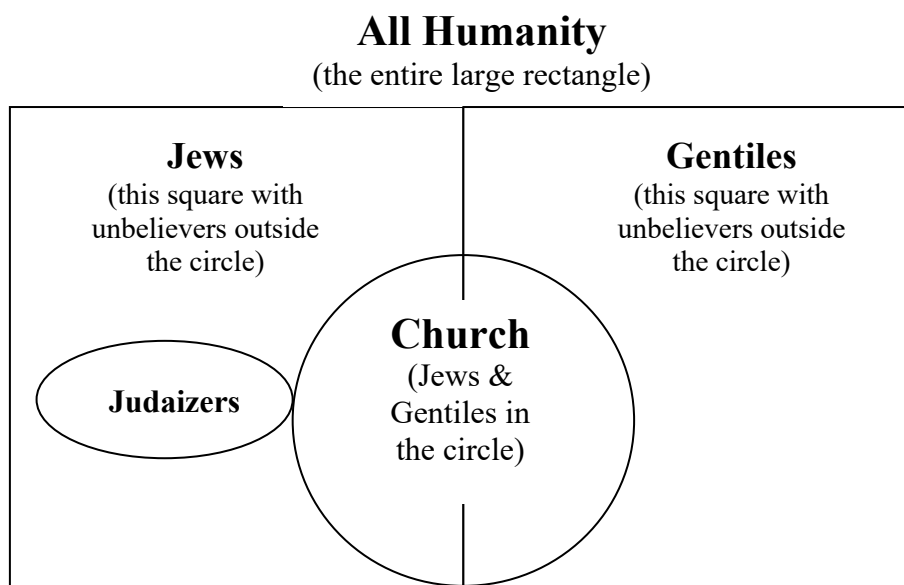 All Humanity
(the entire large rectangle)
Jews
(this square with
unbelievers outside
the circle)
Gentiles
(this square with
unbelievers outside
the circle)
Church
(Jews &
Gentiles in
the circle)
Judaizers